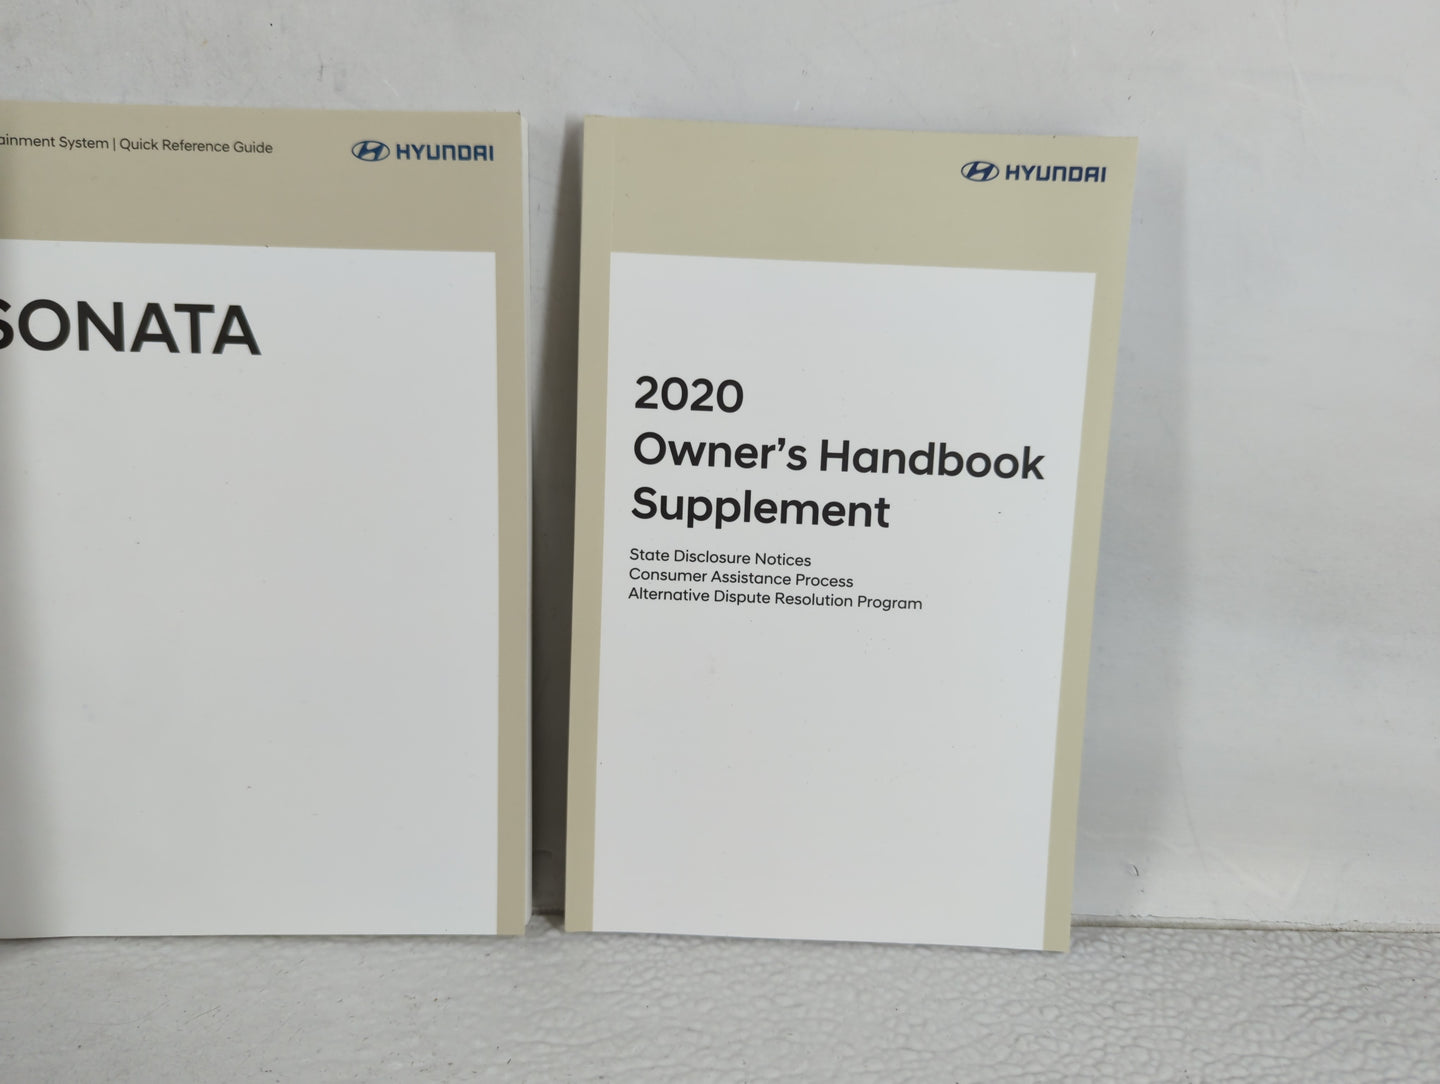 System | Quick Reference Guide
HYUNDAI
SONATA
HYUNDAI
2020
Owner's Handbook
Supplement
State Disclosure Notices
Consumer Assistance Process
Alternative Dispute Resolution Program